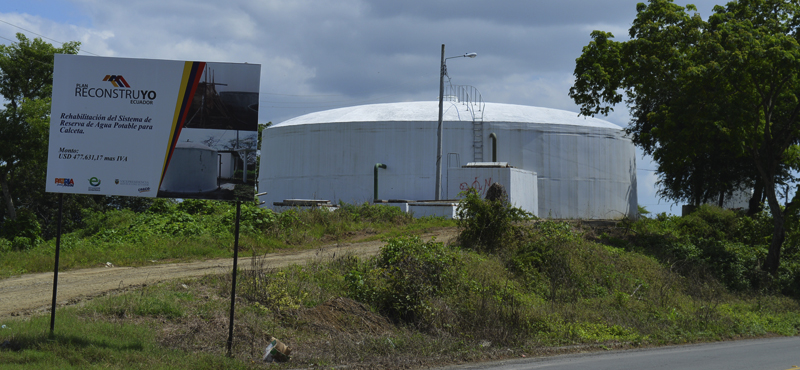 PLAN
RECONSTRUYO
ECUADOR
Rehabilitación del Sistema de
Reserva de Agua Potable para
Calceta.
Monto:
USD 477.631,17 mas IVA